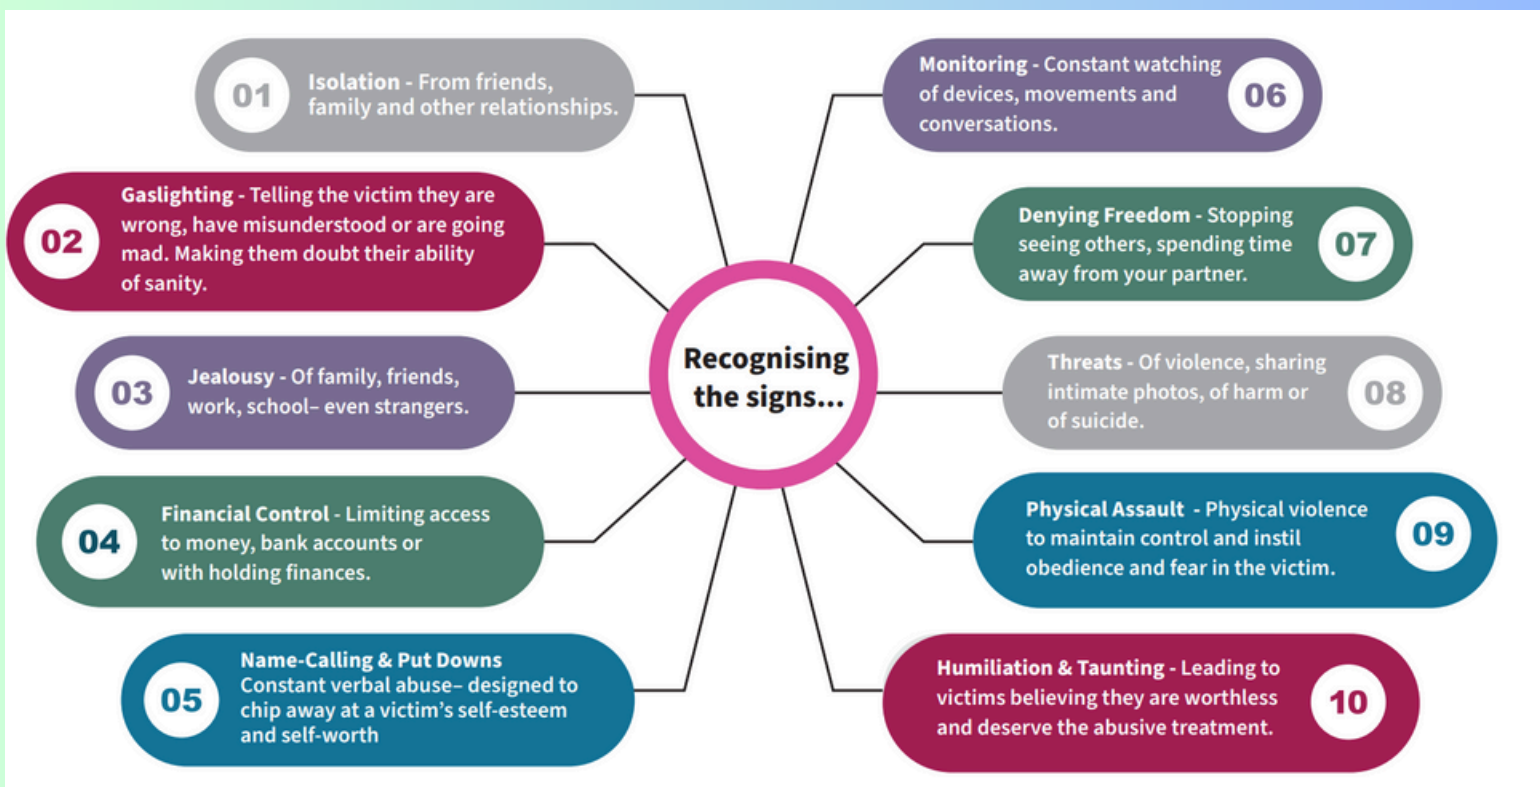 01
Isolation - From friends,
family and other relationships.
02
Gaslighting - Telling the victim they are
wrong, have misunderstood or are going
mad. Making them doubt their ability
of sanity.
03
Jealousy - Of family, friends,
work, school– even strangers.
04
Financial Control - Limiting access
to money, bank accounts or
with holding finances.
05
Name-Calling & Put Downs
Constant verbal abuse– designed to
chip away at a victim's self-esteem
and self-worth
Recognising
the signs...
Monitoring - Constant watching
of devices, movements and
conversations.
06
Denying Freedom - Stopping
seeing others, spending time
away from your partner.
07
Threats - Of violence, sharing
intimate photos, of harm or
of suicide.
08
Physical Assault - Physical violence
to maintain control and instil
obedience and fear in the victim.
09
Humiliation & Taunting - Leading to
victims believing they are worthless
and deserve the abusive treatment.
10